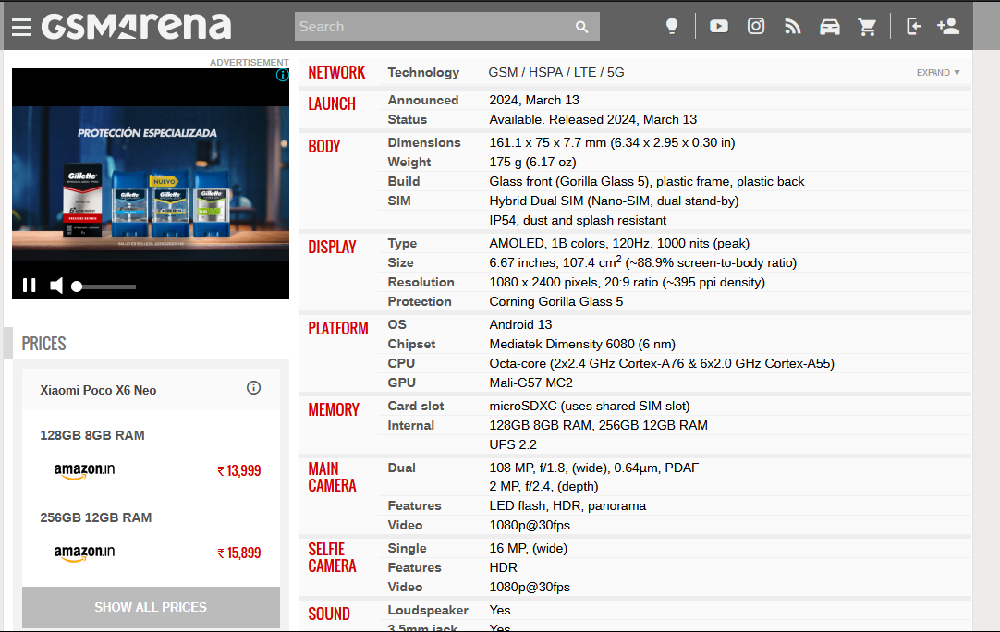 GSMArena
Search
ADVERTISEMENT
PROTECCIÓN ESPECIALIZADA
Gillette
NUEVO
Gillette
Gillette
Gillette
PRICES
Xiaomi Poco X6 Neo
128GB 8GB RAM
amazon.in
₹ 13,999
256GB 12GB RAM
amazon.in
₹ 15,899
SHOW ALL PRICES
NETWORK Technology GSM / HSPA / LTE / 5G EXPAND ▼
LAUNCH Announced 2024, March 13
Status Available. Released 2024, March 13
BODY Dimensions 161.1 x 75 x 7.7 mm (6.34 x 2.95 x 0.30 in)
Weight 175 g (6.17 oz)
Build Glass front (Gorilla Glass 5), plastic frame, plastic back
SIM Hybrid Dual SIM (Nano-SIM, dual stand-by)
IP54, dust and splash resistant
DISPLAY Type AMOLED, 1B colors, 120Hz, 1000 nits (peak)
Size 6.67 inches, 107.4 cm² (~88.9% screen-to-body ratio)
Resolution 1080 x 2400 pixels, 20:9 ratio (~395 ppi density)
Protection Corning Gorilla Glass 5
PLATFORM OS Android 13
Chipset Mediatek Dimensity 6080 (6 nm)
CPU Octa-core (2x2.4 GHz Cortex-A76 & 6x2.0 GHz Cortex-A55)
GPU Mali-G57 MC2
MEMORY Card slot microSDXC (uses shared SIM slot)
Internal 128GB 8GB RAM, 256GB 12GB RAM
UFS 2.2
MAIN CAMERA Dual 108 MP, f/1.8, (wide), 0.64µm, PDAF
2 MP, f/2.4, (depth)
Features LED flash, HDR, panorama
Video 1080p@30fps
SELFIE CAMERA Single 16 MP, (wide)
Features HDR
Video 1080p@30fps
SOUND Loudspeaker Yes
3.5mm jack Yes